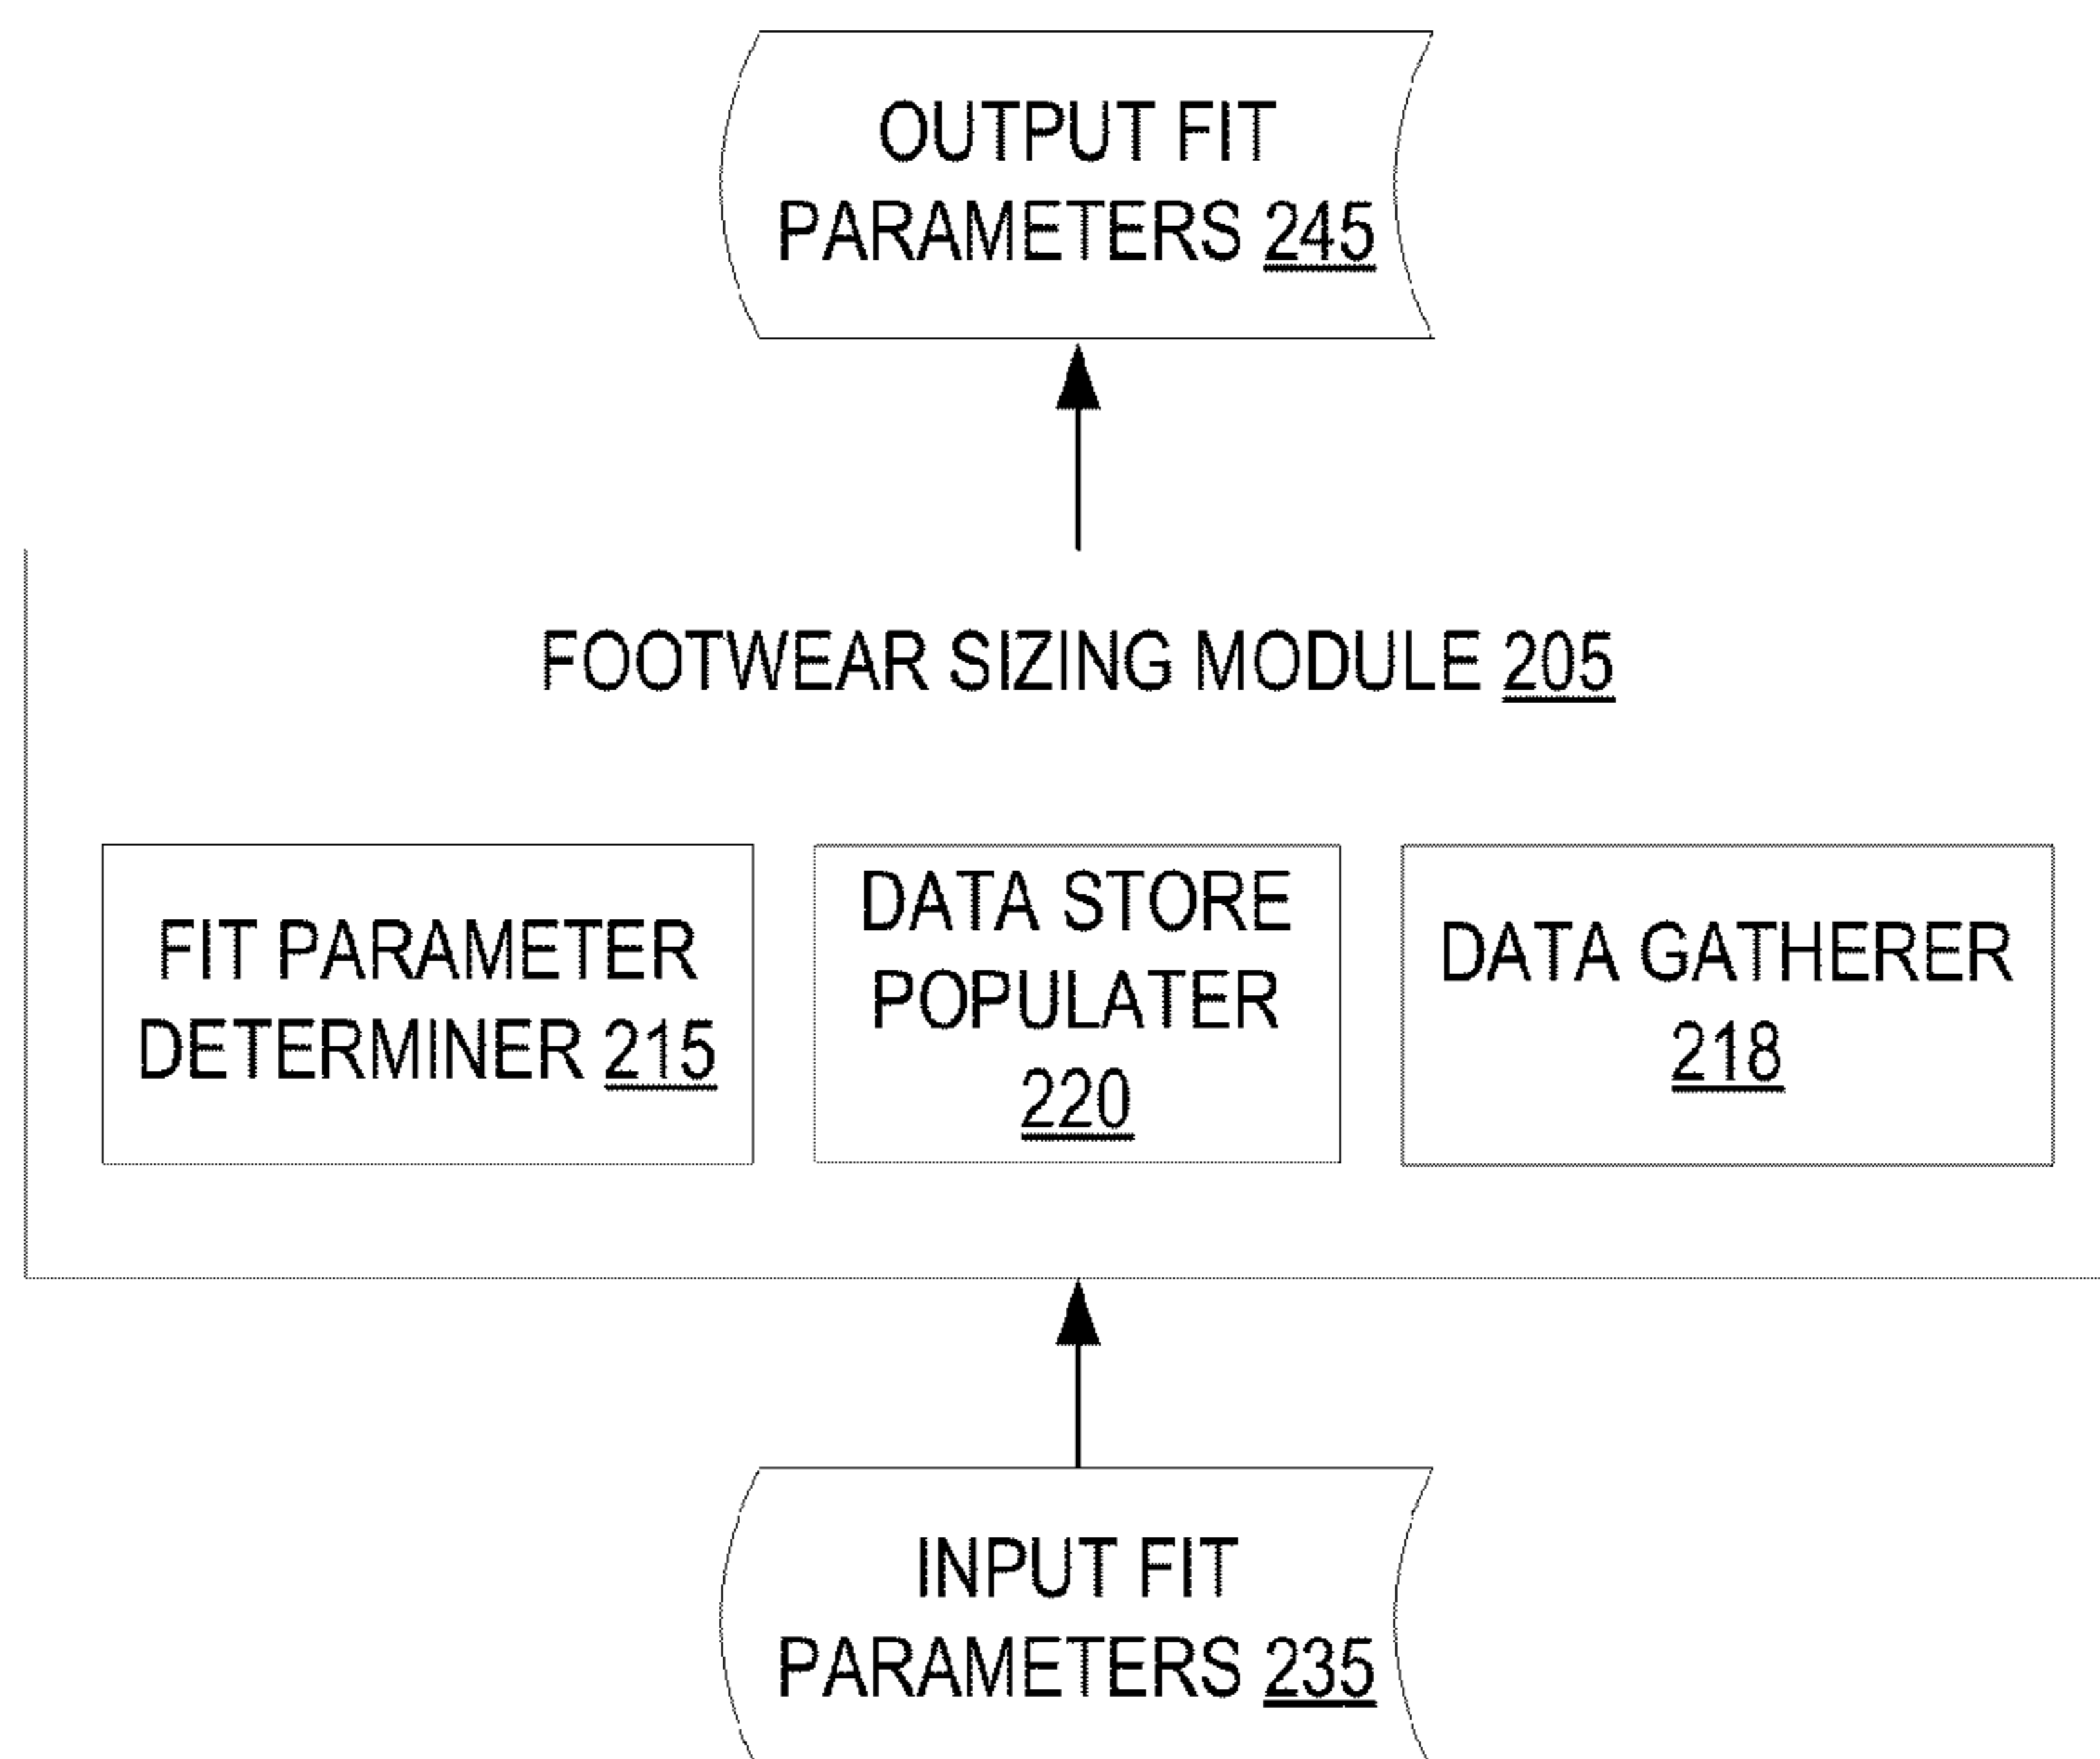 OUTPUT FIT
PARAMETERS 245
FOOTWEAR SIZING MODULE 205
FIT PARAMETER
DETERMINER 215
DATA STORE
POPULATER
220
DATA GATHERER
218
INPUT FIT
PARAMETERS 235